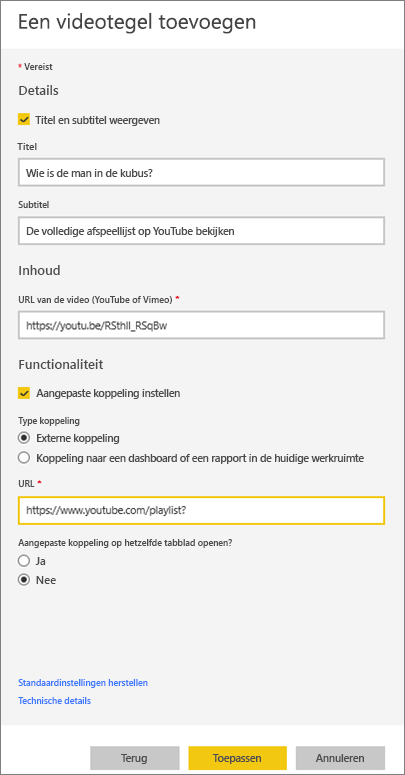 Een videotegel toevoegen
* Vereist
Details
Titel en subtitel weergeven
Titel
Wie is de man in de kubus?
Subtitel
De volledige afspeellijst op YouTube bekijken
Inhoud
URL van de video (YouTube of Vimeo) *
https://youtu.be/RSthlI_RSqBw
Functionaliteit
Aangepaste koppeling instellen
Type koppeling
Externe koppeling
Koppeling naar een dashboard of een rapport in de huidige werkruimte
URL *
https://www.youtube.com/playlist?
Aangepaste koppeling op hetzelfde tabblad openen?
Ja
Nee
Standaardinstellingen herstellen
Technische details
Terug Toepassen Annuleren